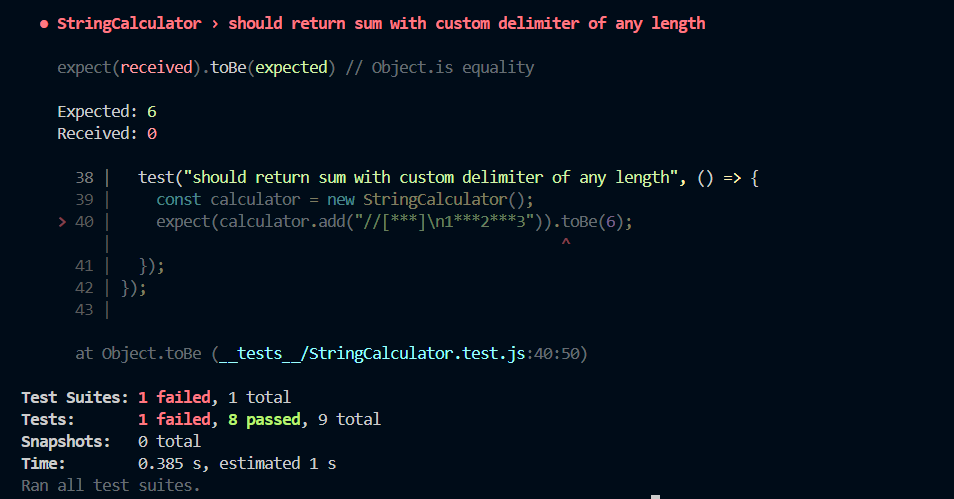 ● StringCalculator › should return sum with custom delimiter of any length
expect(received).toBe(expected) // Object.is equality
Expected: 6
Received: 0
38 |   test("should return sum with custom delimiter of any length", () => {
39 |     const calculator = new StringCalculator();
> 40 |     expect(calculator.add("//[***]\n1***2***3")).toBe(6);
|                                                  ^
41 |   });
42 | });
43 |
at Object.toBe (__tests__/StringCalculator.test.js:40:50)
Test Suites: 1 failed, 1 total
Tests:       1 failed, 8 passed, 9 total
Snapshots:   0 total
Time:        0.385 s, estimated 1 s
Ran all test suites.